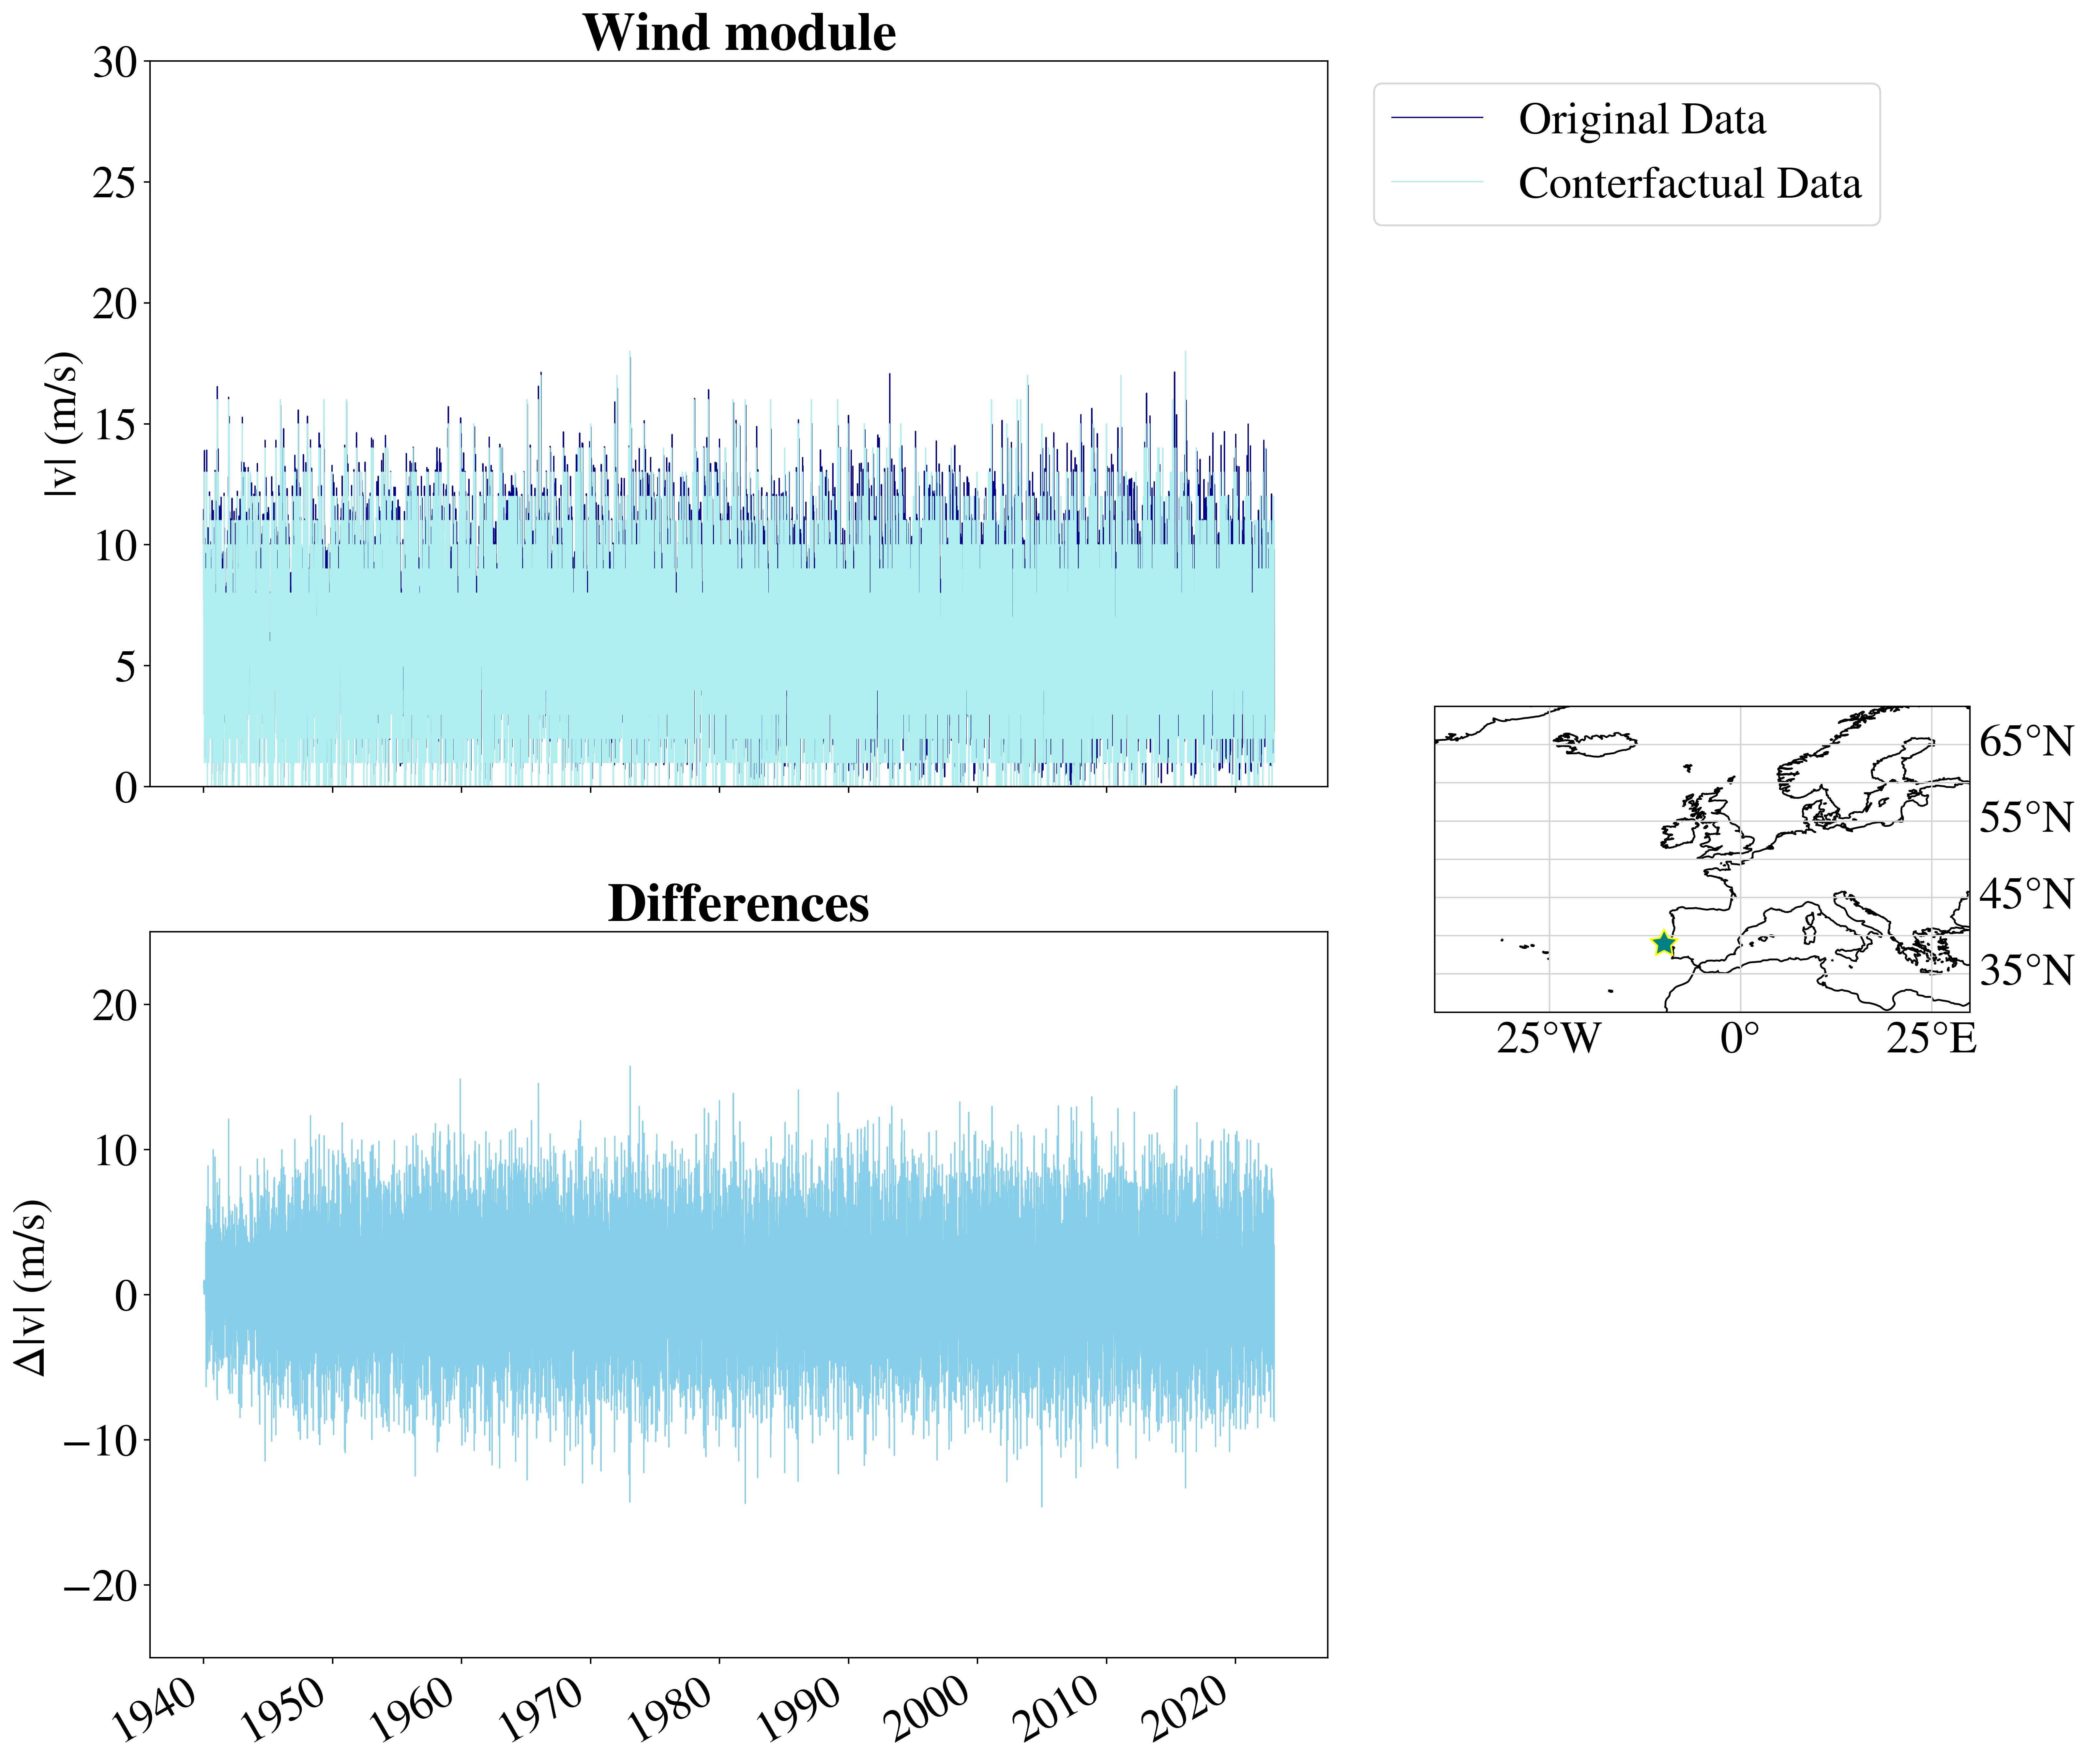 Wind module
30
25
20
15
10
5
0
|v| (m/s)
Original Data
Conterfactual Data
65°N
55°N
45°N
35°N
25°W 0° 25°E
Differences
20
10
0
−10
−20
Δ|v| (m/s)
1940 1950 1960 1970 1980 1990 2000 2010 2020